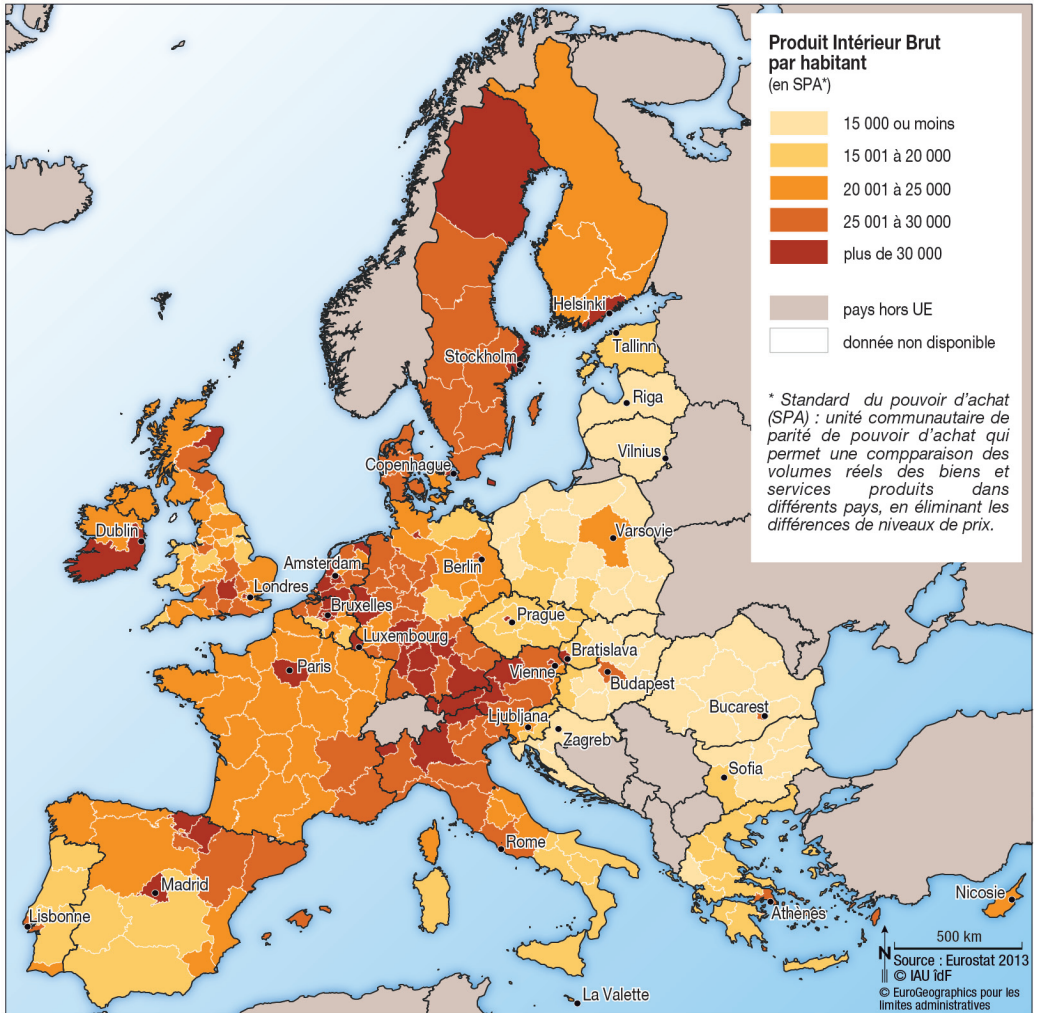 Produit Intérieur Brut
par habitant
(en SPA*)
15 000 ou moins
15 001 à 20 000
20 001 à 25 000
25 001 à 30 000
plus de 30 000
pays hors UE
donnée non disponible
* Standard du pouvoir d'achat
(SPA) : unité communautaire de
parité de pouvoir d'achat qui
permet une comparaison des
volumes réels des biens et
services produits dans
différents pays, en éliminant les
différences de niveaux de prix.
Helsinki
Tallinn
Stockholm
Riga
Vilnius
Copenhague
Dublin
Varsovie
Amsterdam
Berlin
Londres
Bruxelles
Prague
Luxembourg
Paris
Bratislava
Vienne
Budapest
Ljubljana
Bucarest
Zagreb
Sofia
Rome
Madrid
Lisbonne
Athènes
Nicosie
La Valette
N
500 km
Source : Eurostat 2013
© IAU îdF
© EuroGeographics pour les
limites administratives